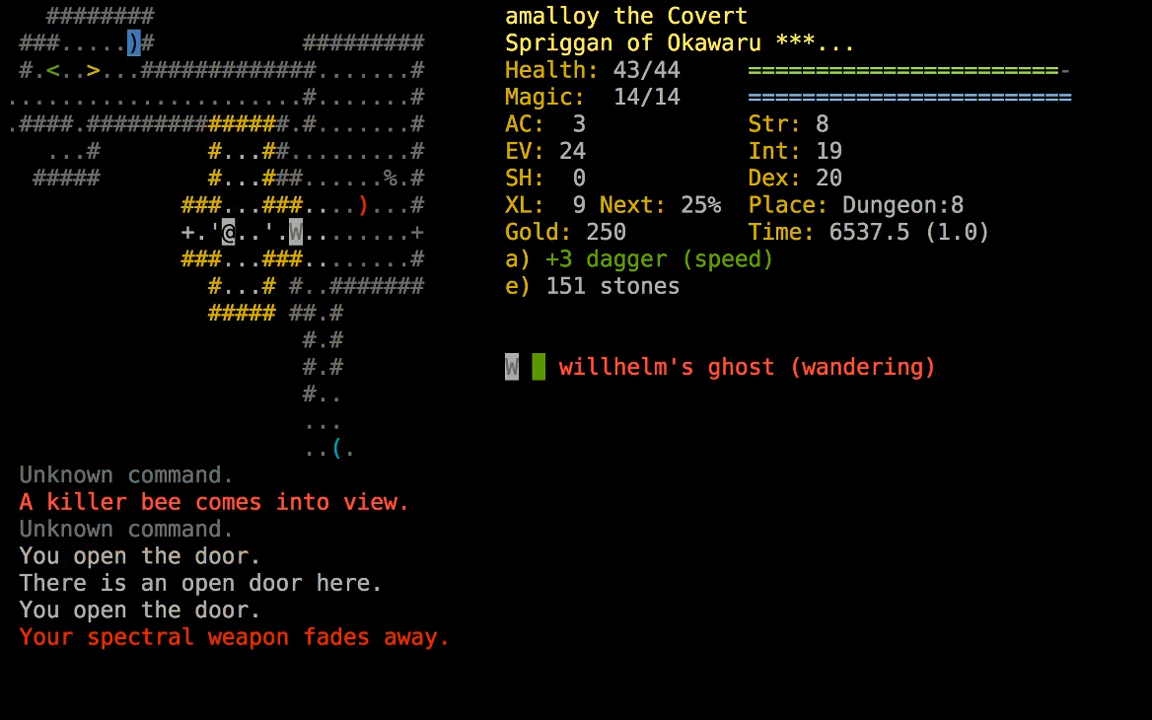 ########
amalloy the Covert
###.....)# #########
Spriggan of Okawaru ***...
#.<..>...#############.......#
Health: 43/44 =======================-
......................#.......#
Magic: 14/14 ========================
.####.###############.#.......#
AC: 3 Str: 8
...# #...##.........#
EV: 24 Int: 19
##### #...###......%.#
SH: 0 Dex: 20
###...###....)...#
XL: 9 Next: 25% Place: Dungeon:8
+.'@..'.W........+
Gold: 250 Time: 6537.5 (1.0)
###...###........#
a) +3 dagger (speed)
#...# #..#######
e) 151 stones
##### ##.#
#.#
#.#
W willhelm's ghost (wandering)
#..
...
..(.
Unknown command.
A killer bee comes into view.
Unknown command.
You open the door.
There is an open door here.
You open the door.
Your spectral weapon fades away.